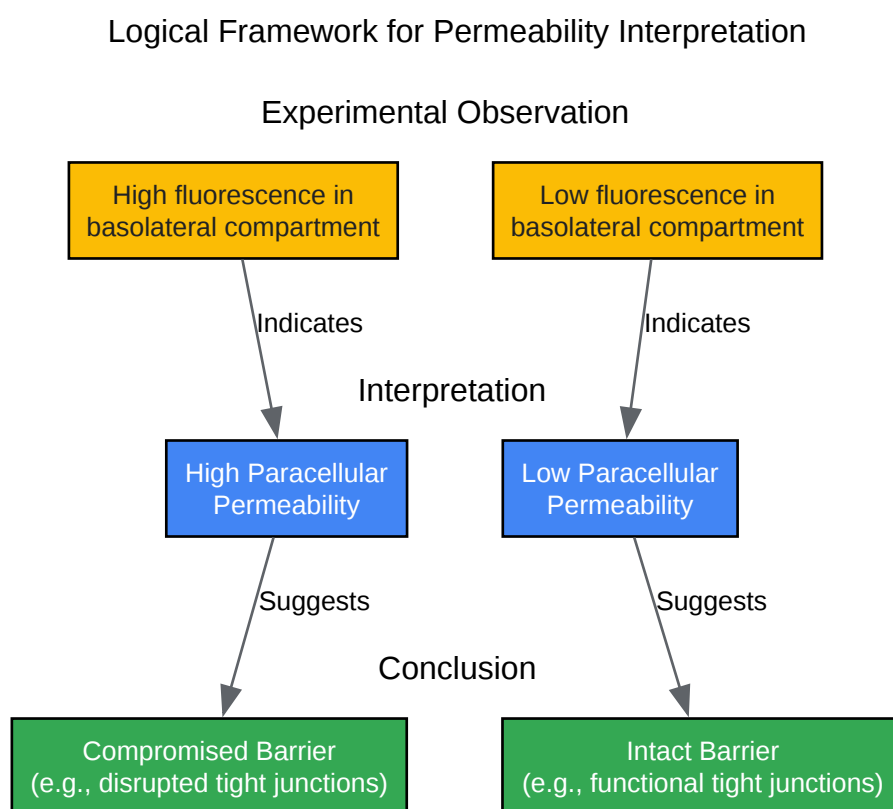 Logical Framework for Permeability Interpretation
Experimental Observation
High fluorescence in
basolateral compartment
Low fluorescence in
basolateral compartment
Indicates
Indicates
Interpretation
High Paracellular
Permeability
Low Paracellular
Permeability
Suggests
Suggests
Conclusion
Compromised Barrier
(e.g., disrupted tight junctions)
Intact Barrier
(e.g., functional tight junctions)